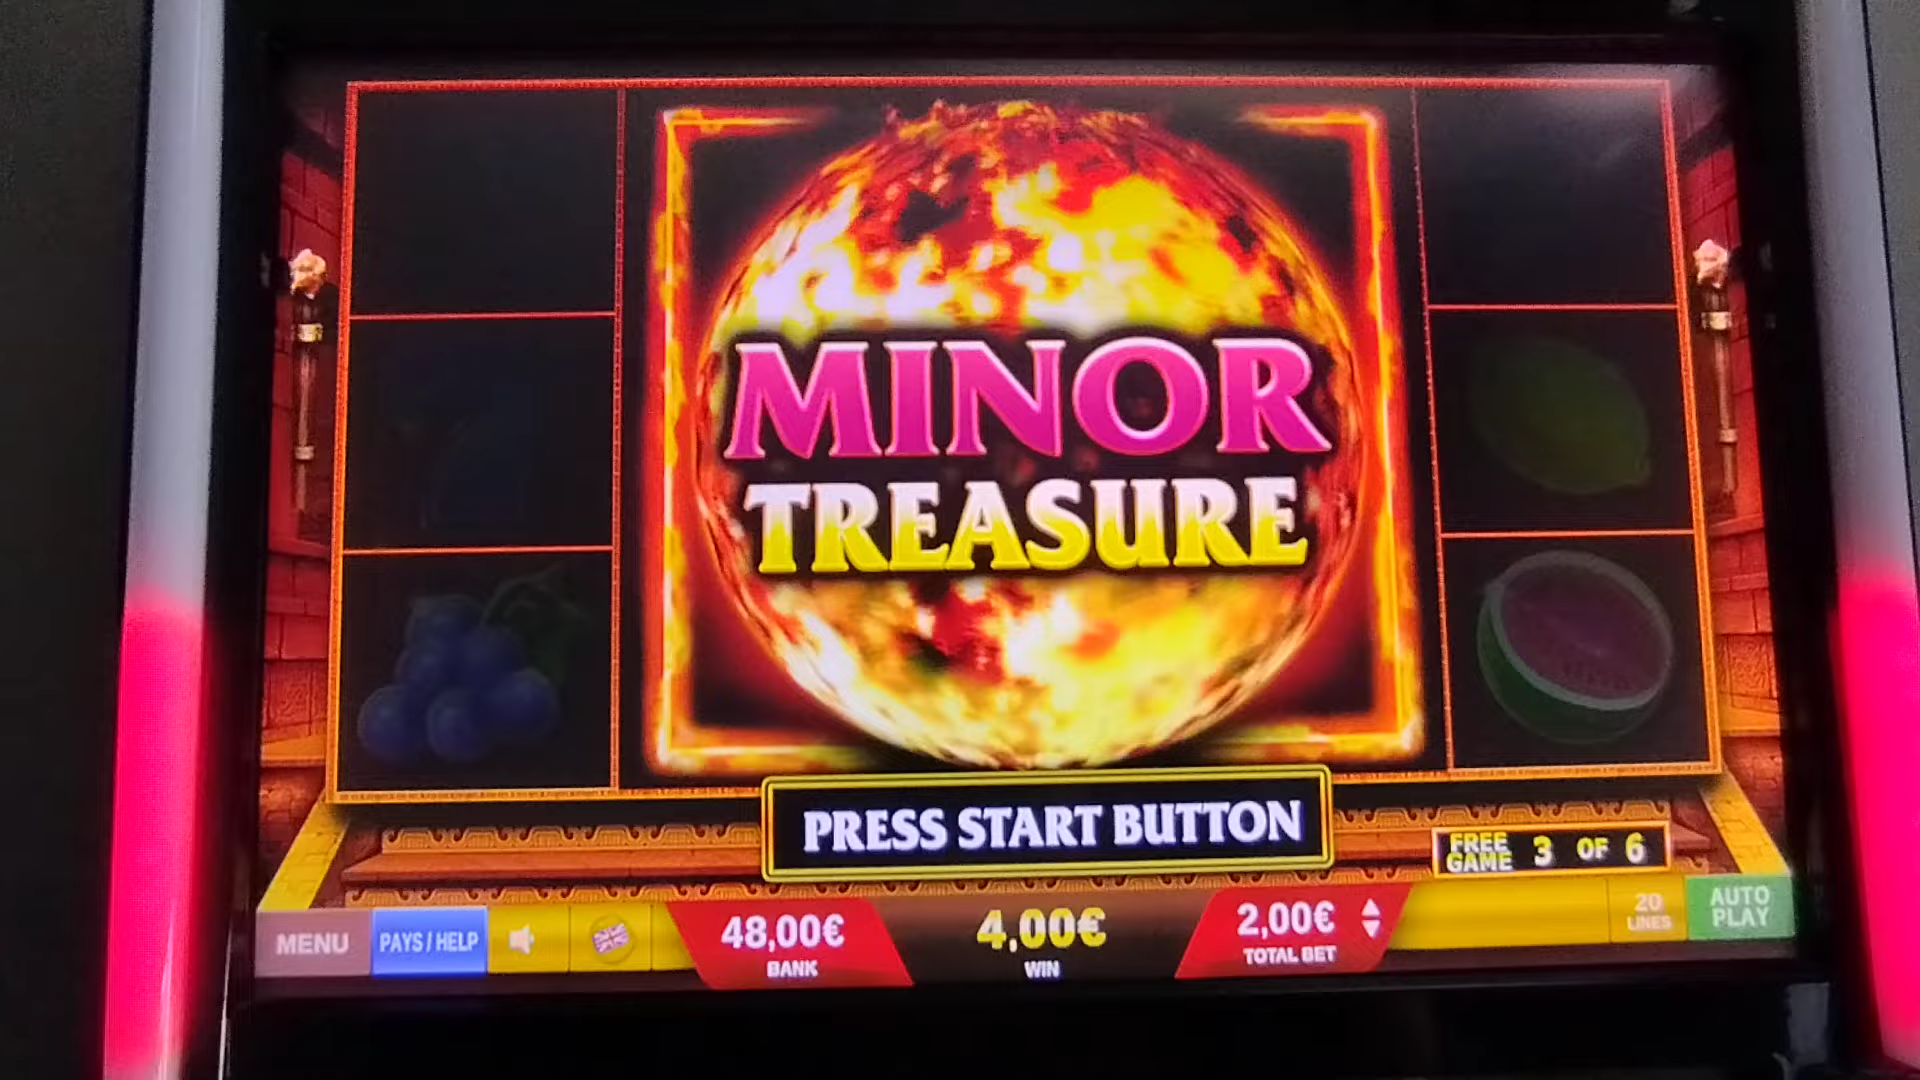 MINOR
TREASURE
PRESS START BUTTON
FREE GAME 3 OF 6
MENU
PAYS / HELP
48,00€
BANK
4,00€
WIN
2,00€
TOTAL BET
20
LINES
AUTO
PLAY